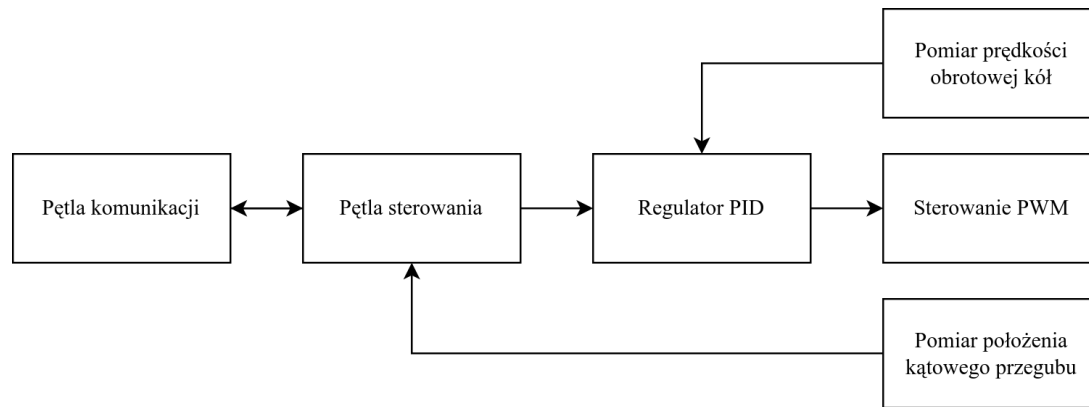 Pomiar prędkości
obrotowej kół
Pętla komunikacji
Pętla sterowania
Regulator PID
Sterowanie PWM
Pomiar położenia
kątowego przegubu